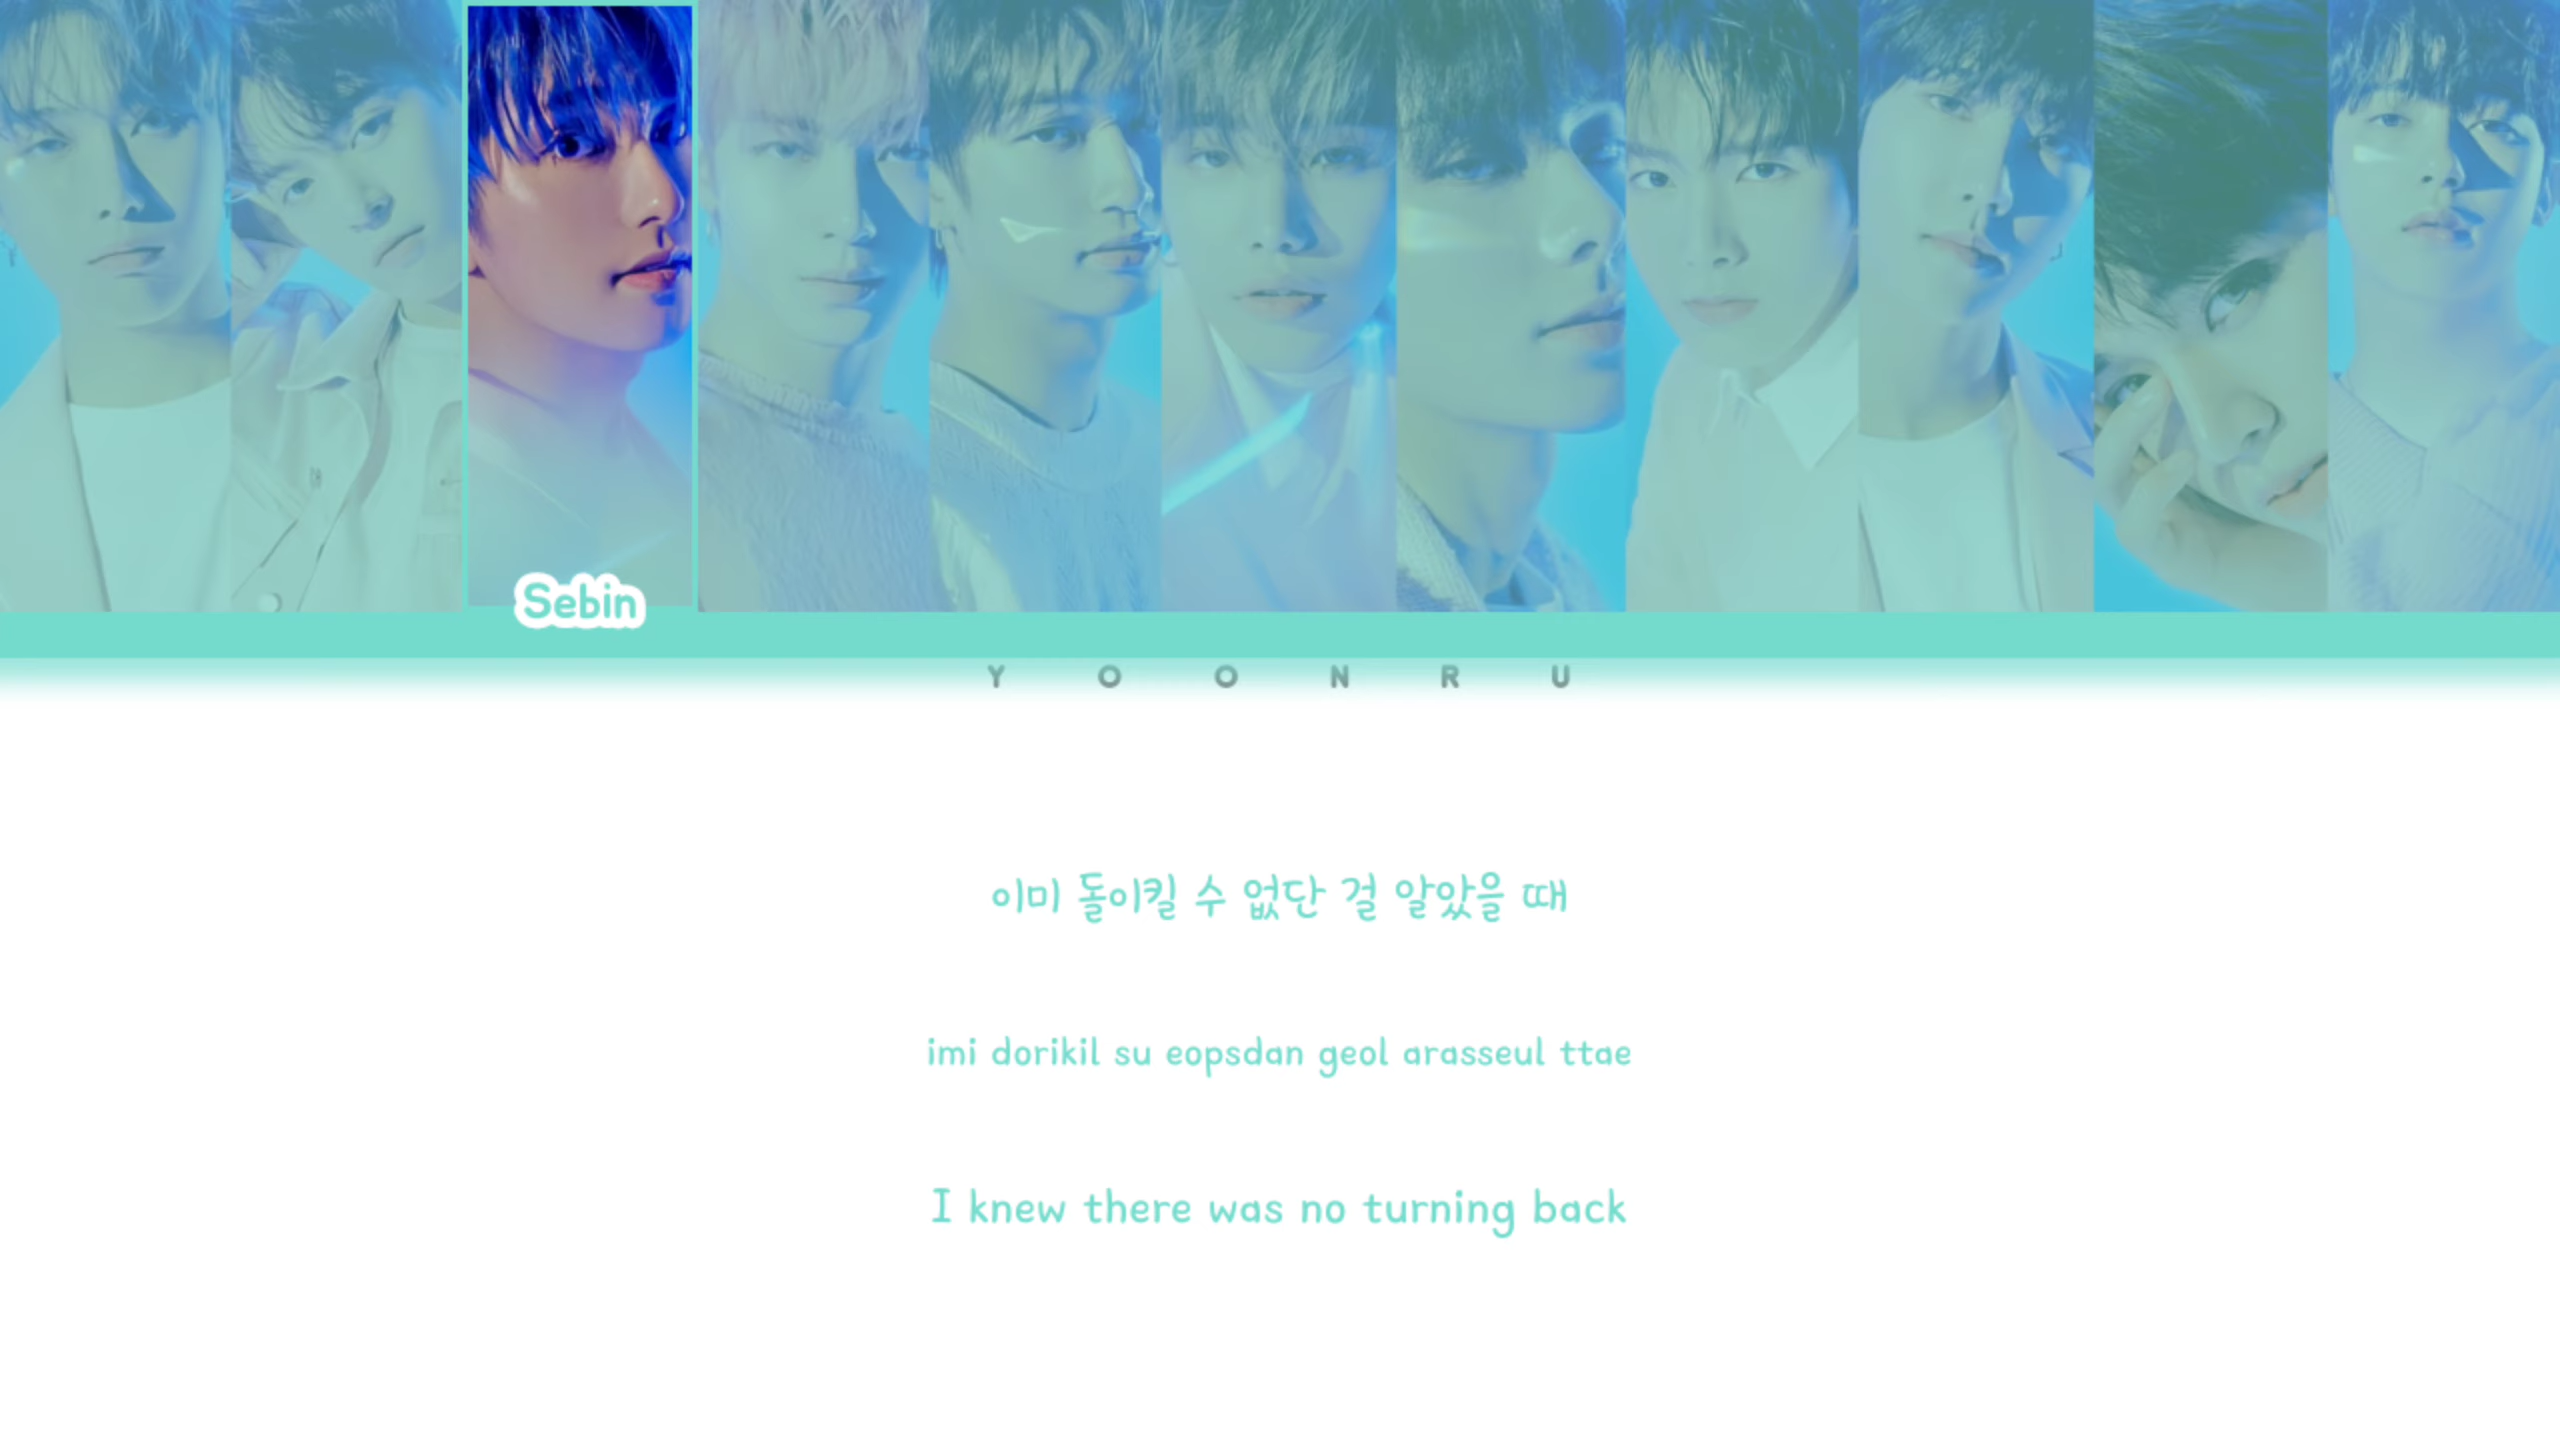 Sebin
YOONRU
이미 돌이킬 수 없단 걸 알았을 때
imi dorikil su eopsdan geol arasseul ttae
I knew there was no turning back